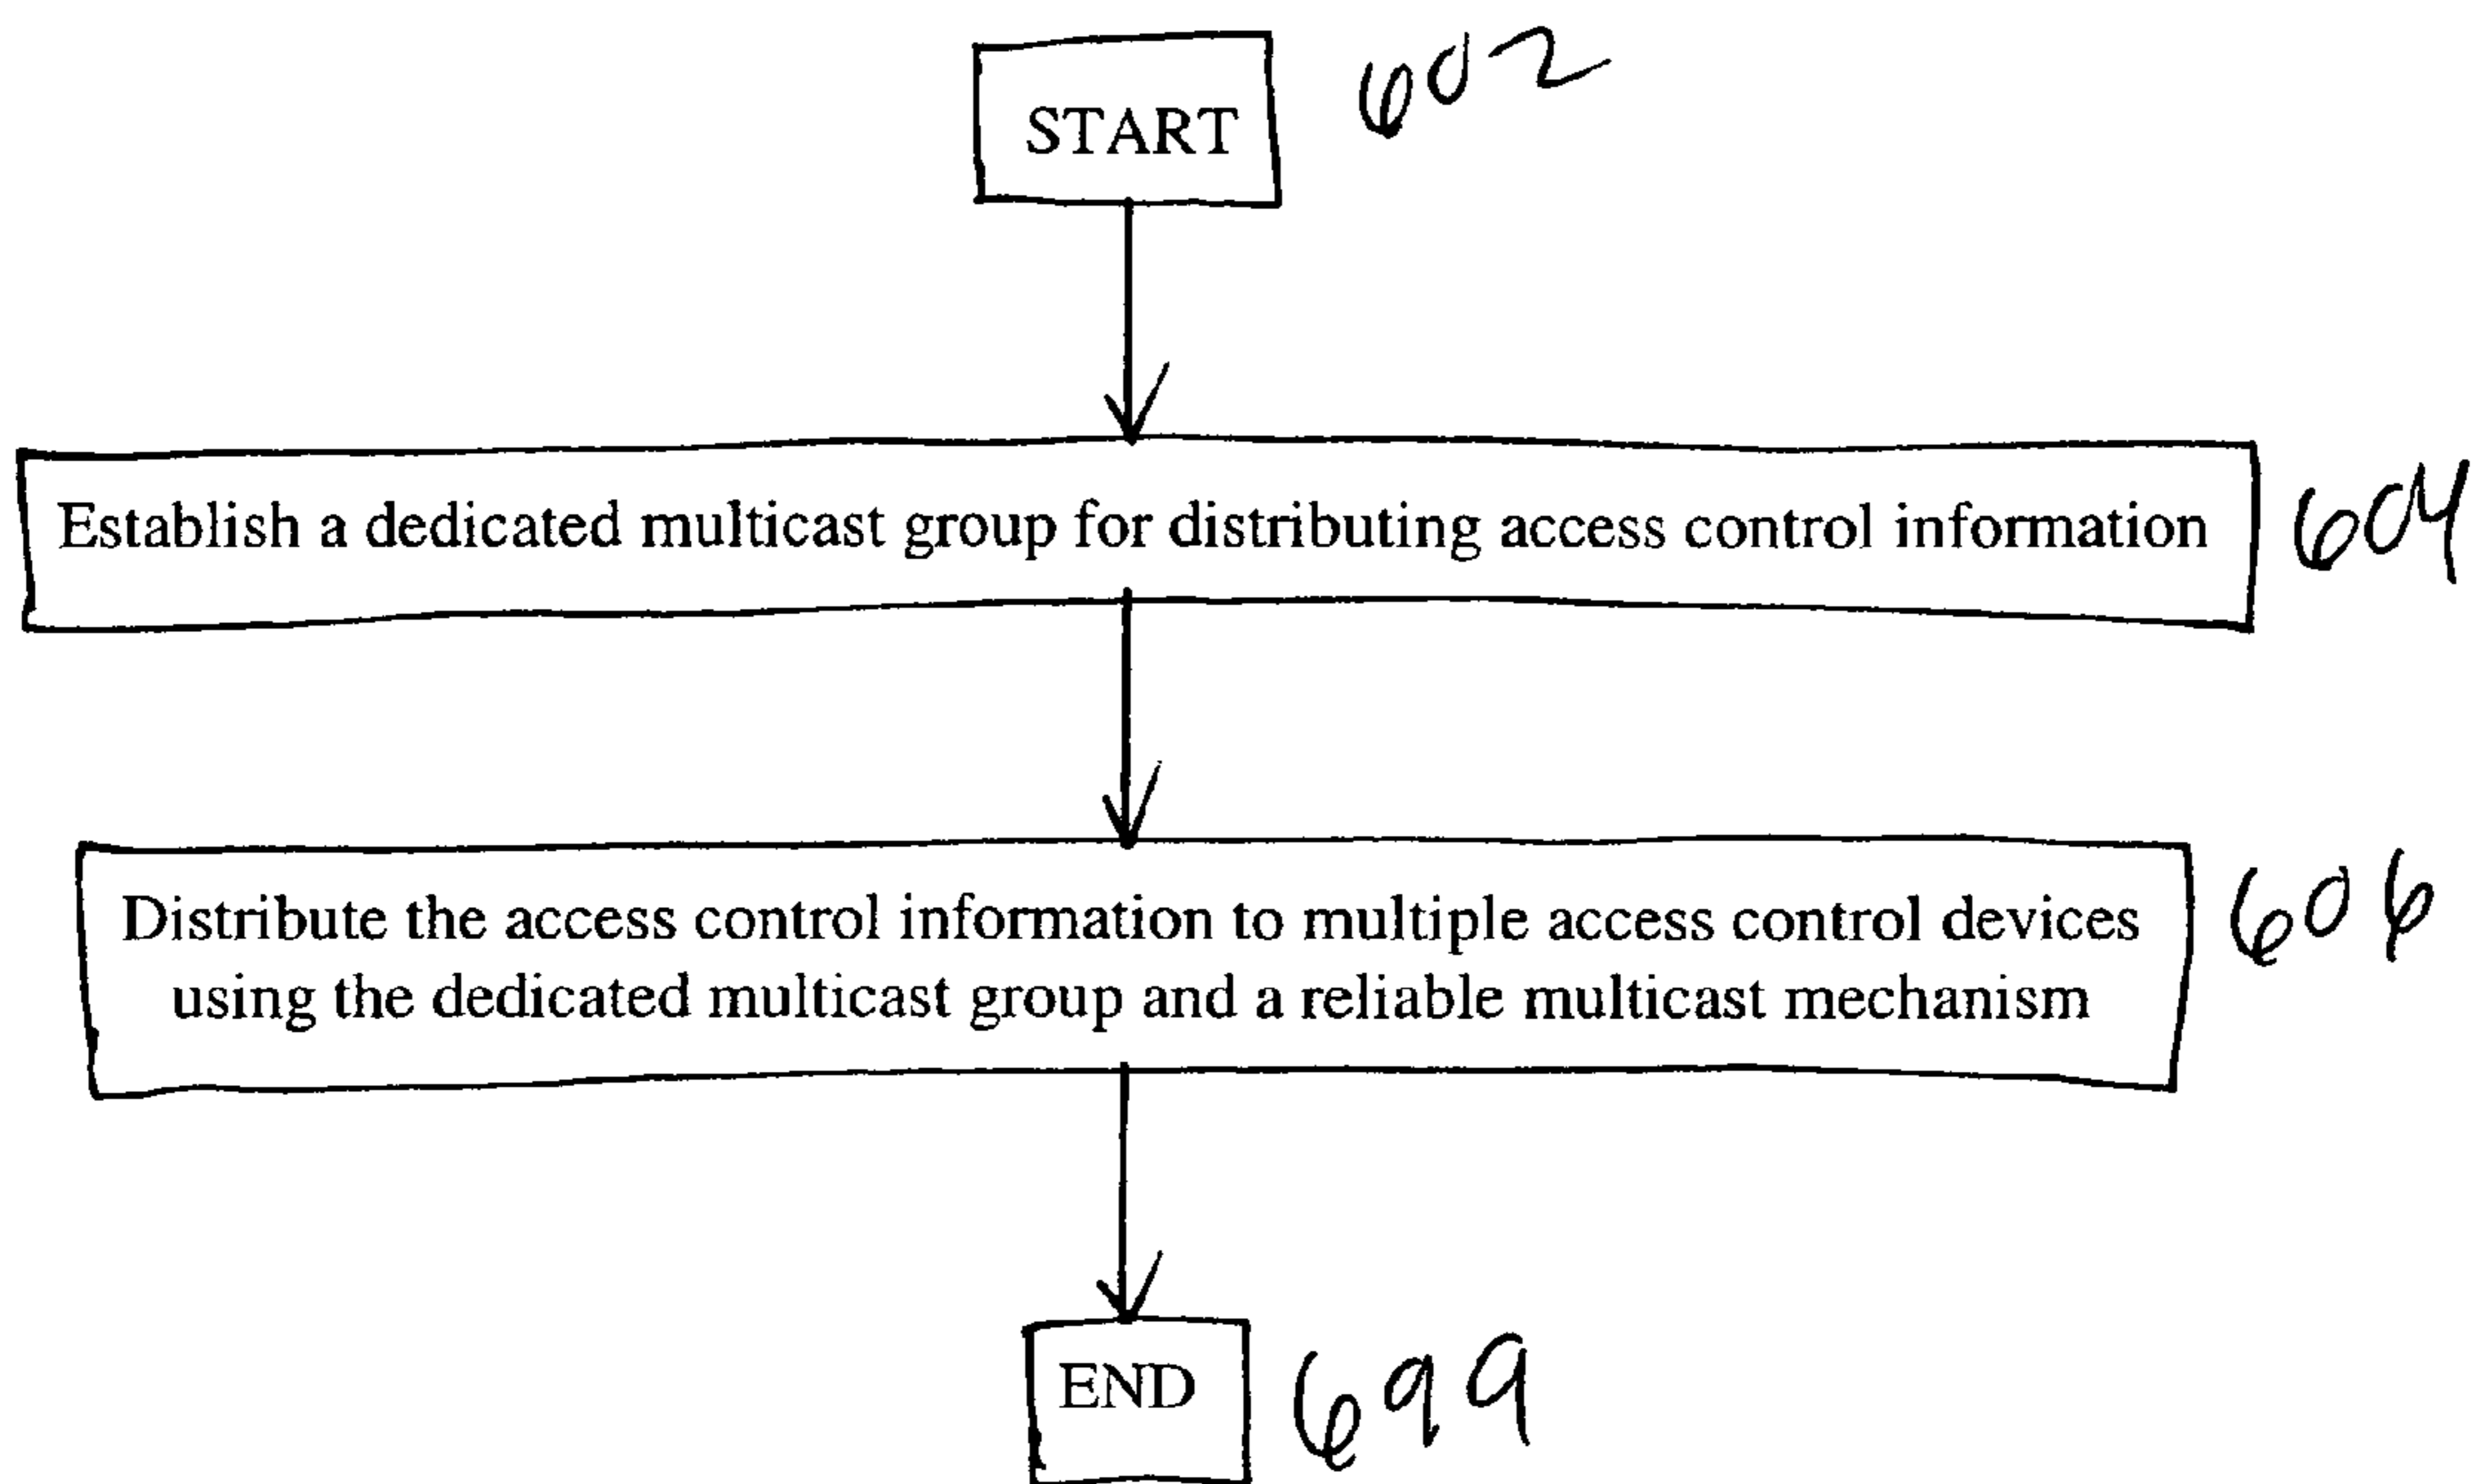 START 602
Establish a dedicated multicast group for distributing access control information 604
Distribute the access control information to multiple access control devices 606
using the dedicated multicast group and a reliable multicast mechanism
END 699